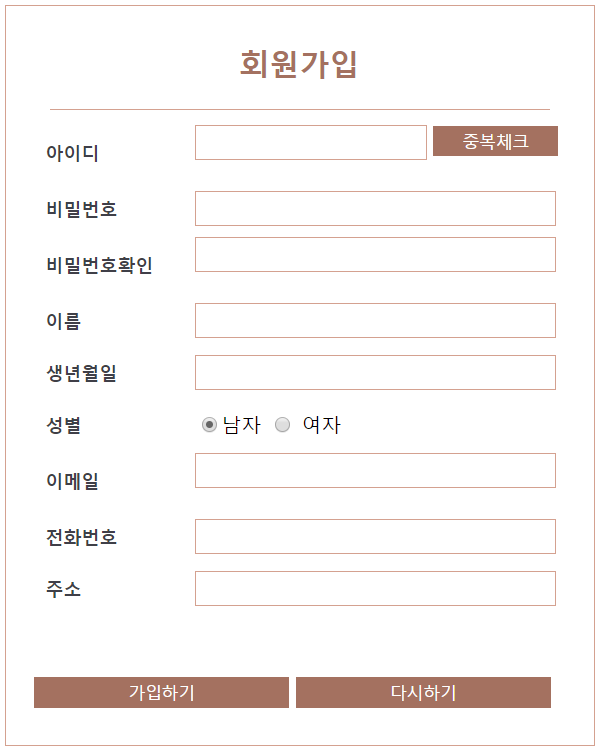 회원가입
아이디 중복체크
비밀번호
비밀번호확인
이름
생년월일
성별 남자 여자
이메일
전화번호
주소
가입하기 다시하기